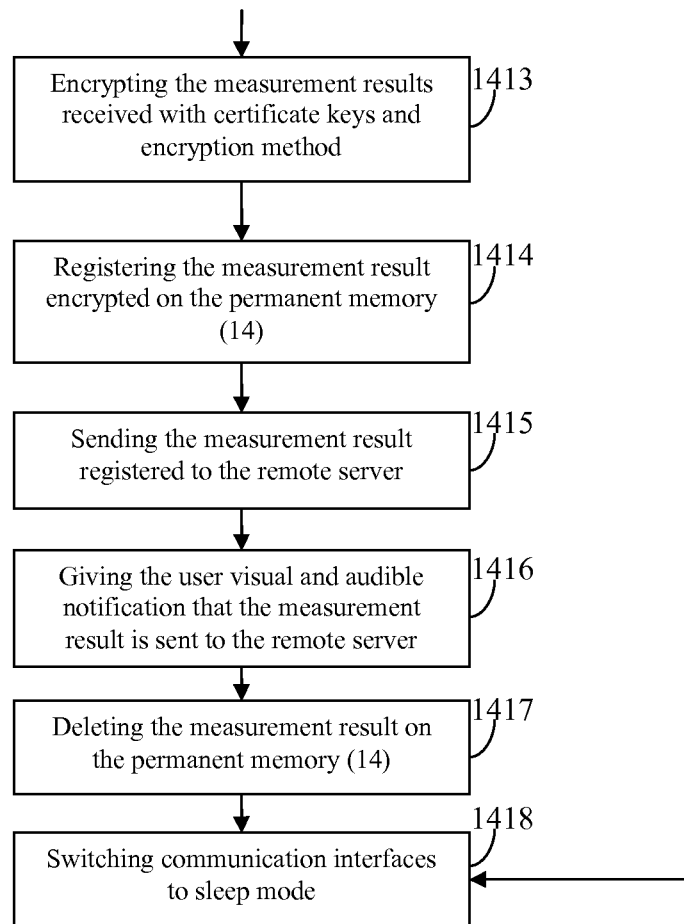 Encrypting the measurement results
received with certificate keys and
encryption method
1413
Registering the measurement result
encrypted on the permanent memory
(14)
1414
Sending the measurement result
registered to the remote server
1415
Giving the user visual and audible
notification that the measurement
result is sent to the remote server
1416
Deleting the measurement result on
the permanent memory (14)
1417
Switching communication interfaces
to sleep mode
1418